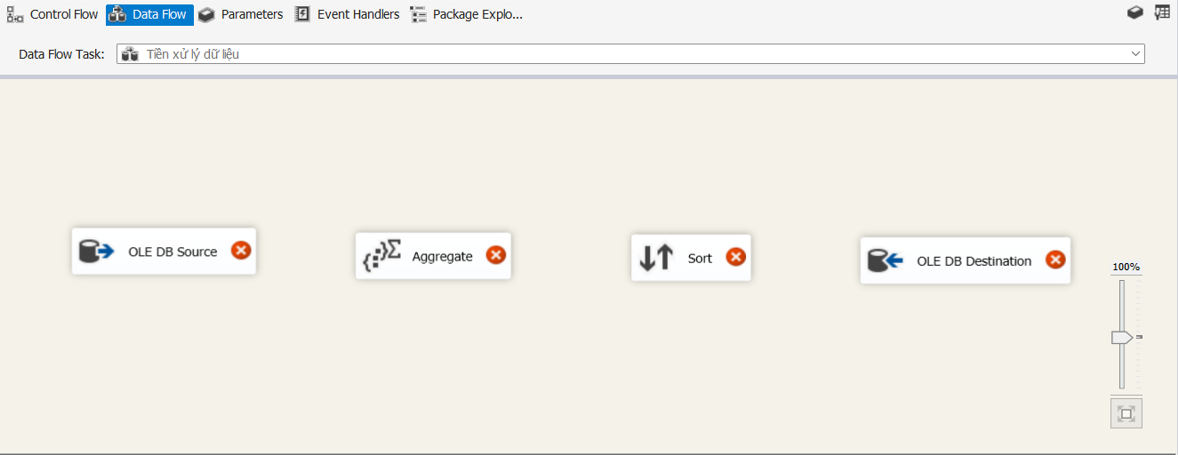 Control Flow Data Flow Parameters Event Handlers Package Explo...
Data Flow Task: Tiền xử lý dữ liệu
OLE DB Source Aggregate Sort OLE DB Destination
100%